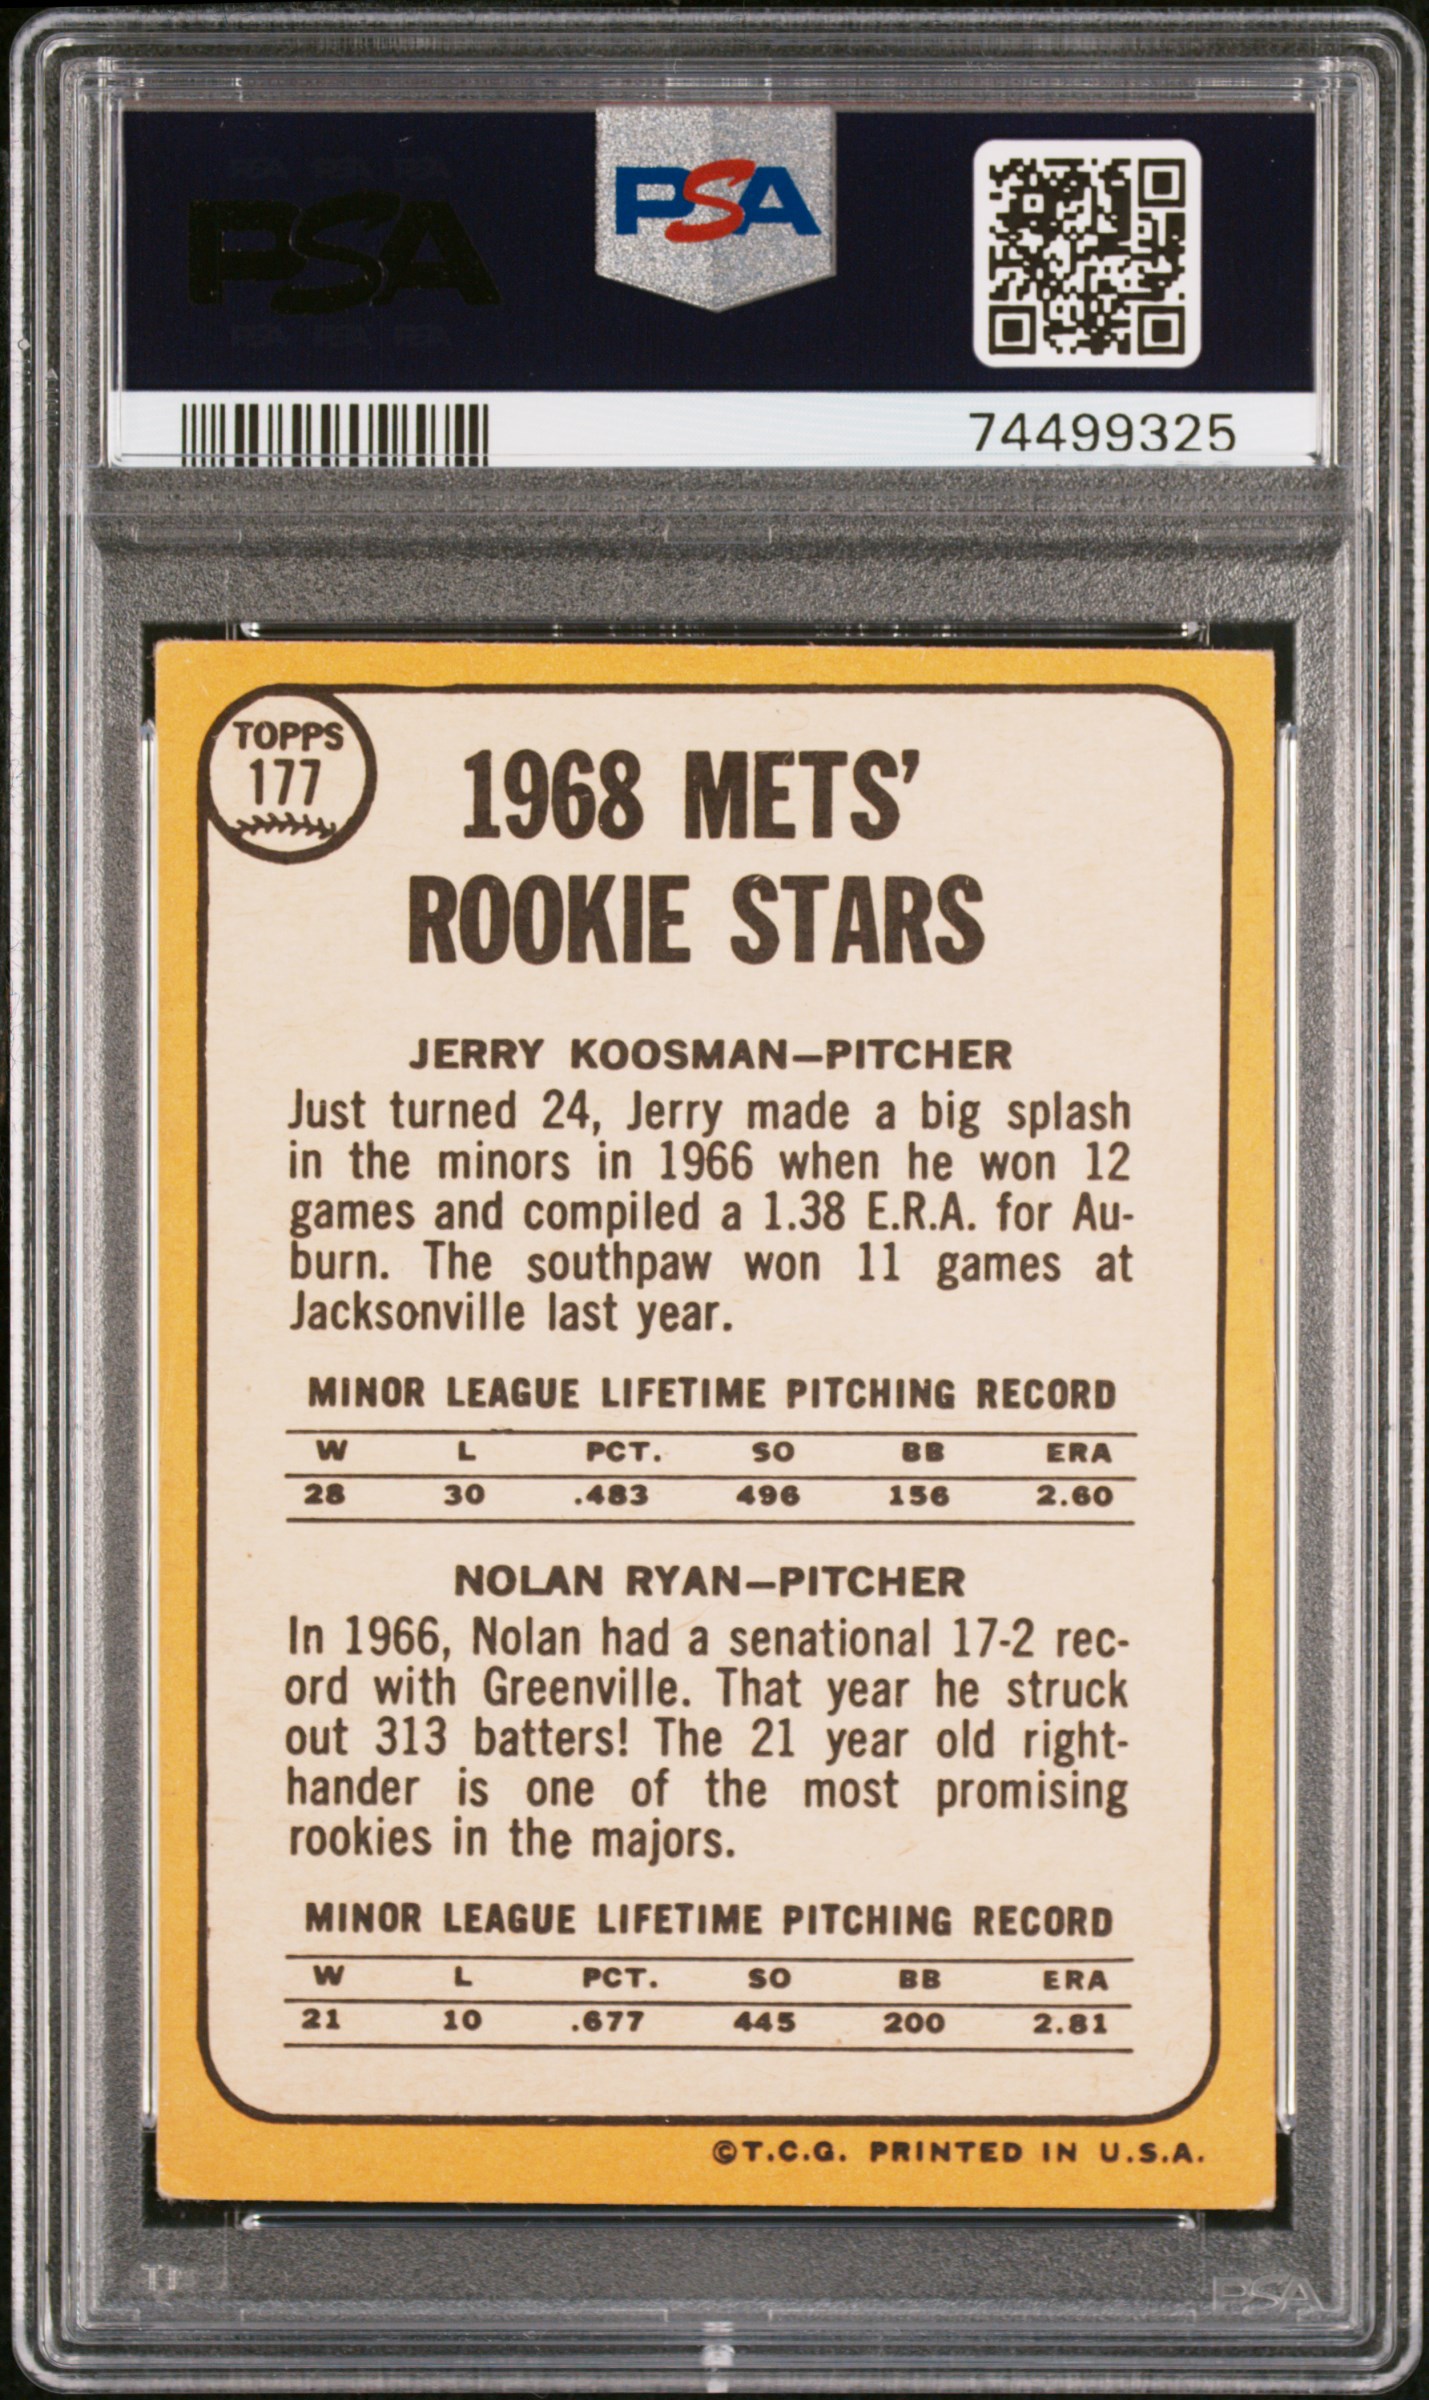 PSA
PSA
74499325
TOPPS
177
1968 METS'
ROOKIE STARS
JERRY KOOSMAN—PITCHER
Just turned 24, Jerry made a big splash
in the minors in 1966 when he won 12
games and compiled a 1.38 E.R.A. for Au-
burn. The southpaw won 11 games at
Jacksonville last year.
MINOR LEAGUE LIFETIME PITCHING RECORD
W L PCT. SO BB ERA
28 30 .483 496 156 2.60
NOLAN RYAN—PITCHER
In 1966, Nolan had a senational 17-2 rec-
ord with Greenville. That year he struck
out 313 batters! The 21 year old right-
hander is one of the most promising
rookies in the majors.
MINOR LEAGUE LIFETIME PITCHING RECORD
W L PCT. SO BB ERA
21 10 .677 445 200 2.81
©T.C.G. PRINTED IN U.S.A.
PSA